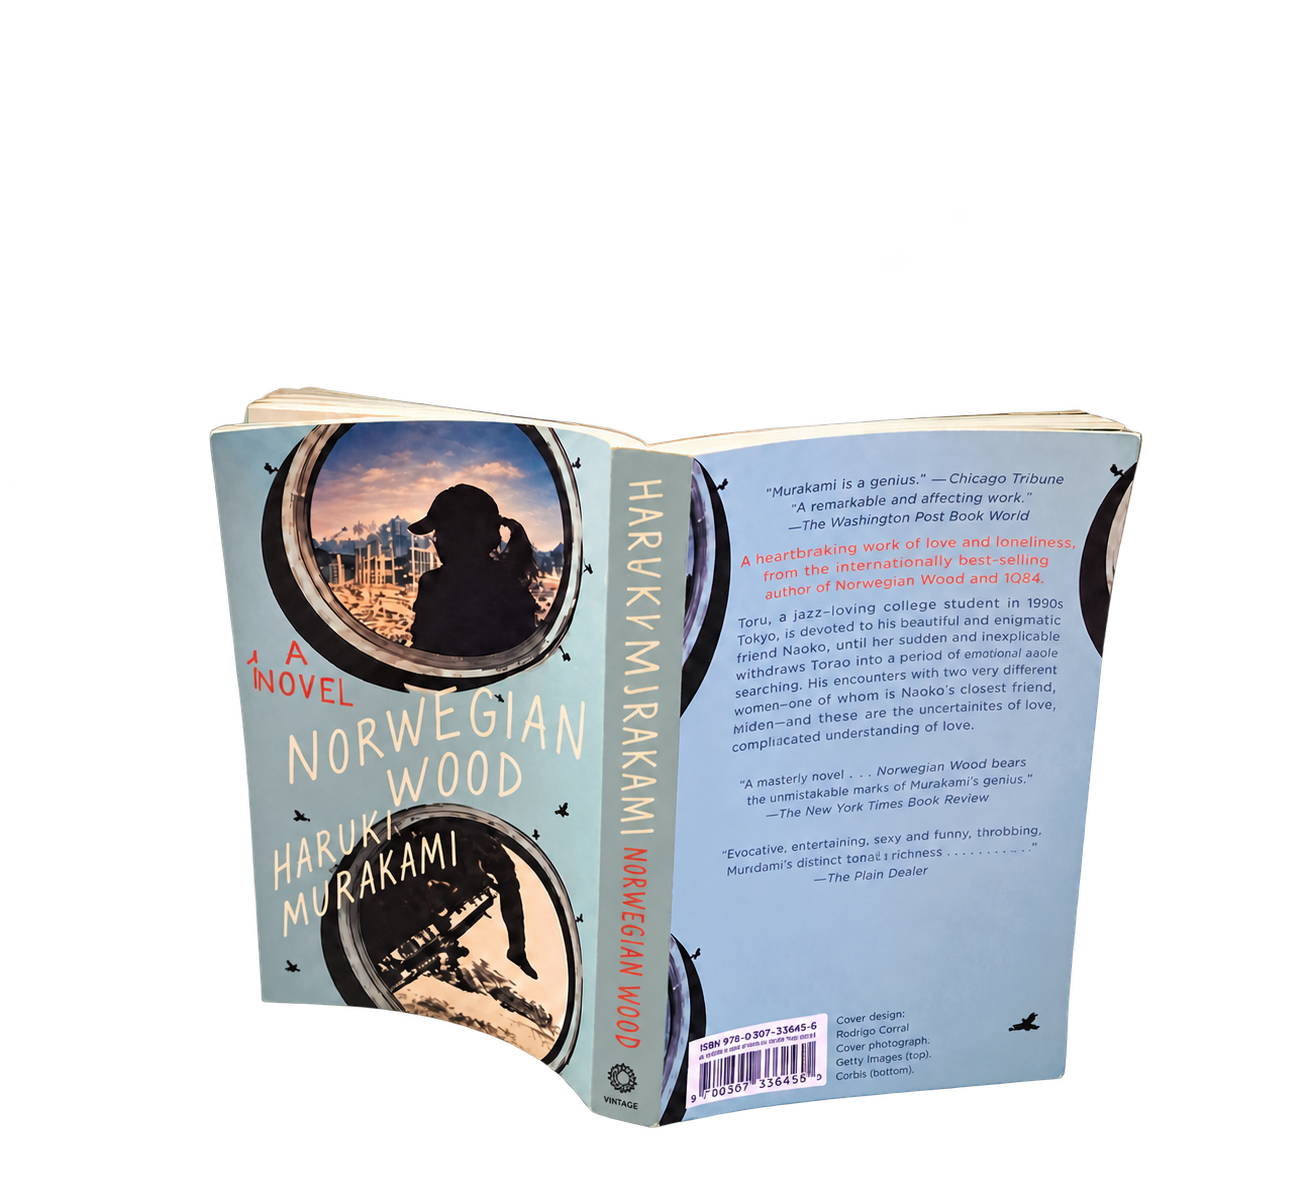 A
NOVEL
NORWEGIAN
WOOD
HARUKI
MURAKAMI
HARUKV MJRAKAMI NORWEGIAN WOOD
VINTAGE
"Murakami is a genius." —Chicago Tribune
"A remarkable and affecting work."
—The Washington Post Book World
A heartbraking work of love and loneliness,
from the internationally best-selling
author of Norwegian Wood and 1Q84.
Toru, a jazz-loving college student in 1990s
Tokyo, is devoted to his beautiful and enigmatic
friend Naoko, until her sudden and inexplicable
withdraws Torao into a period of emotional aaole
searching. His encounters with two very different
women—one of whom is Naoko's closest friend,
Miden—and these are the uncertainites of love,
compliacated understanding of love.
"A masterly novel . . . Norwegian Wood bears
the unmistakable marks of Murakami's genius."
—The New York Times Book Review
"Evocative, entertaining, sexy and funny, throbbing,
Murıdami's distinct richness . . . . . . . . . . ."
—The Plain Dealer
ISBN 978-0307-33645-6
Cover design:
Rodrigo Corral
Cover photograph:
Getty Images (top).
Corbis (bottom).